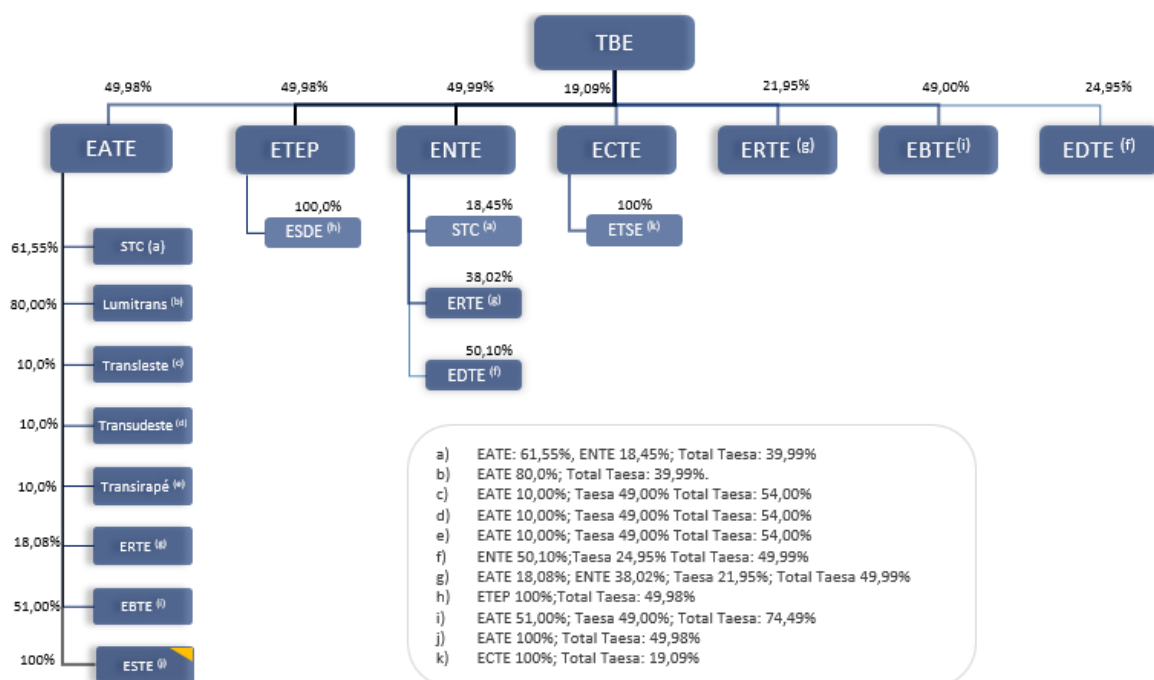 TBE
49,98%
49,98%
49,99%
19,09%
21,95%
49,00%
24,95%
EATE
ETEP
ENTE
ECTE
ERTE (g)
EBTE(i)
EDTE (f)
100,0%
18,45%
100%
ESDE (h)
STC (a)
ETSE (k)
61,55%
STC (a)
38,02%
80,00%
Lumitrans (b)
ERTE (g)
50,10%
10,0%
Transleste (c)
EDTE (f)
10,0%
Transudeste (d)
10,0%
Transirapé (e)
18,08%
ERTE (g)
51,00%
EBTE (i)
100%
ESTE (j)
a) EATE: 61,55%, ENTE 18,45%; Total Taesa: 39,99%
b) EATE 80,0%; Total Taesa: 39,99%.
c) EATE 10,00%; Taesa 49,00% Total Taesa: 54,00%
d) EATE 10,00%; Taesa 49,00% Total Taesa: 54,00%
e) EATE 10,00%; Taesa 49,00% Total Taesa: 54,00%
f) ENTE 50,10%;Taesa 24,95% Total Taesa: 49,99%
g) EATE 18,08%; ENTE 38,02%; Taesa 21,95%; Total Taesa 49,99%
h) ETEP 100%;Total Taesa: 49,98%
i) EATE 51,00%; Taesa 49,00%; Total Taesa: 74,49%
j) EATE 100%; Total Taesa: 49,98%
k) ECTE 100%; Total Taesa: 19,09%